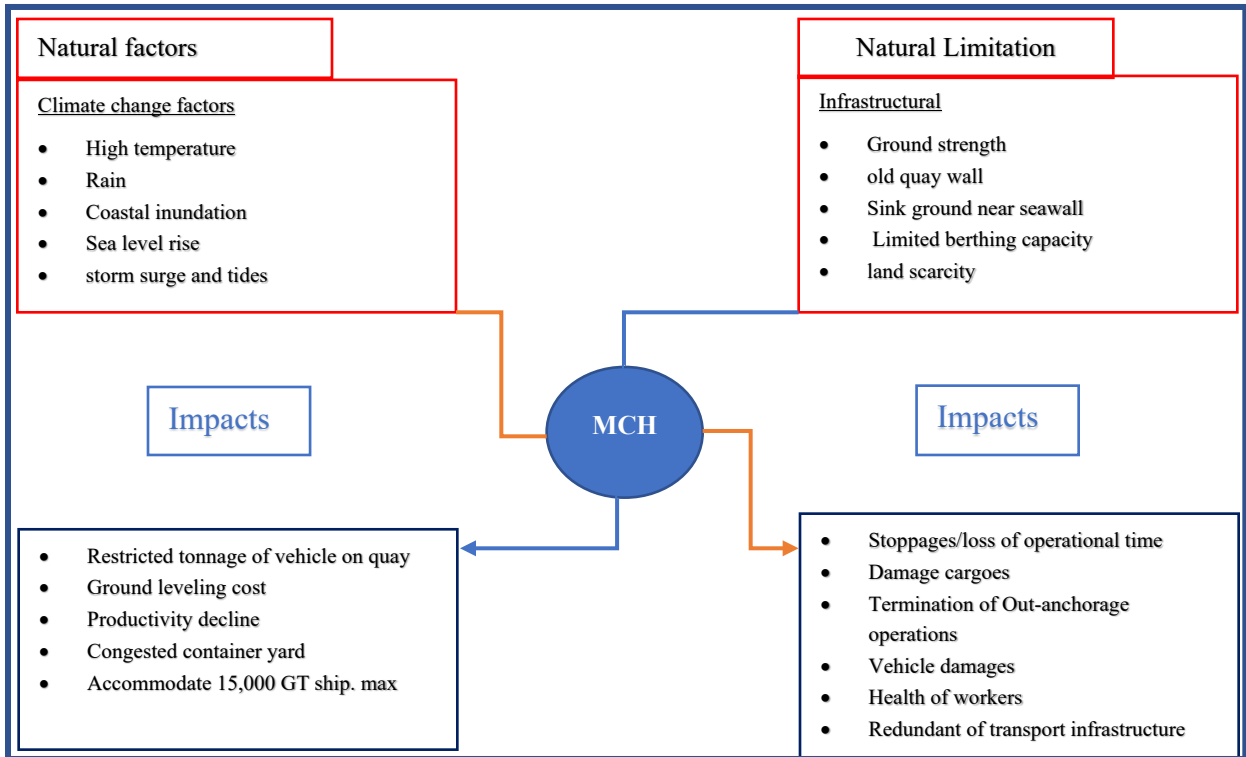 Natural factors
Climate change factors
• High temperature
• Rain
• Coastal inundation
• Sea level rise
• storm surge and tides
Natural Limitation
Infrastructural
• Ground strength
• old quay wall
• Sink ground near seawall
• Limited berthing capacity
• land scarcity
Impacts
MCH
Impacts
• Restricted tonnage of vehicle on quay
• Ground leveling cost
• Productivity decline
• Congested container yard
• Accommodate 15,000 GT ship. max
• Stoppages/loss of operational time
• Damage cargoes
• Termination of Out-anchorage
operations
• Vehicle damages
• Health of workers
• Redundant of transport infrastructure